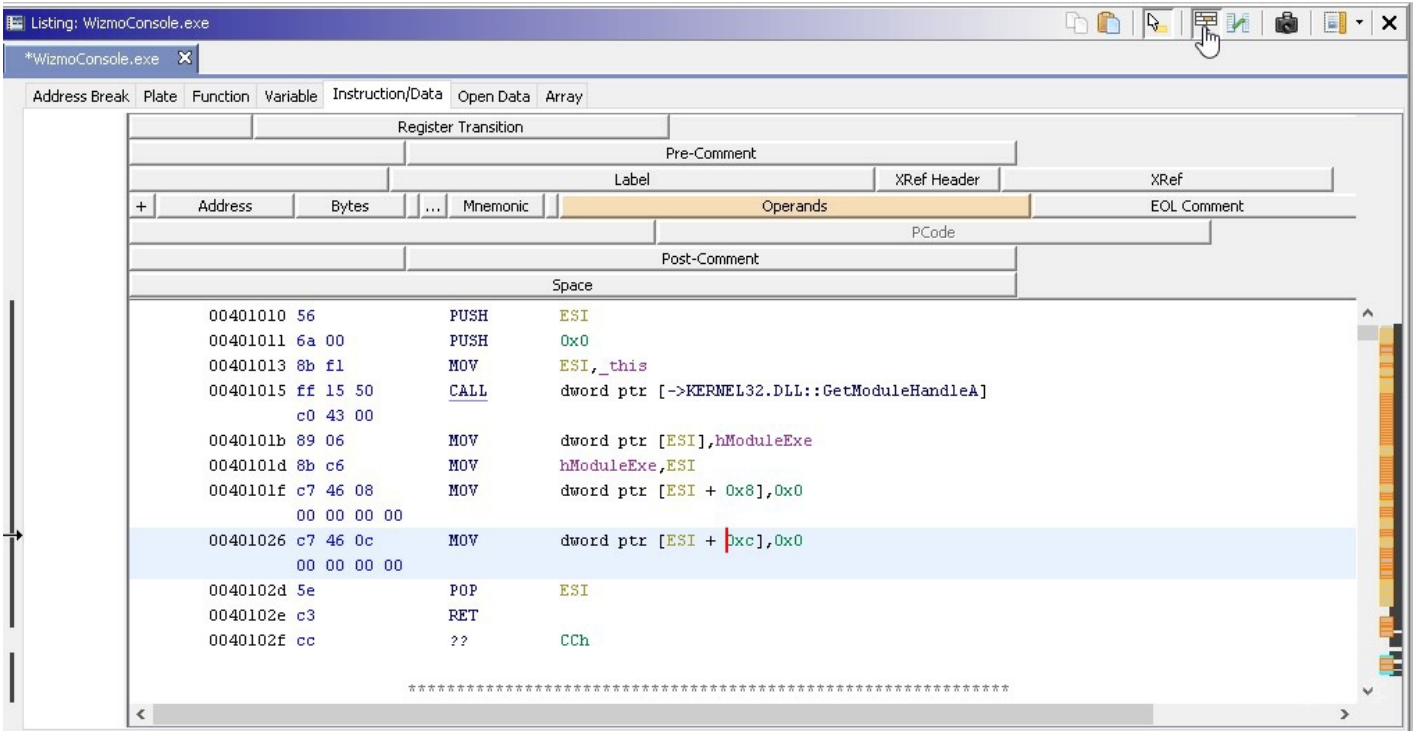 Listing: WizmoConsole.exe
*WizmoConsole.exe
Address Break Plate Function Variable Instruction/Data Open Data Array
Register Transition
Pre-Comment
Label XRef Header XRef
+ Address Bytes ... Mnemonic Operands EOL Comment
PCode
Post-Comment
Space
00401010 56 PUSH ESI
00401011 6a 00 PUSH 0x0
00401013 8b f1 MOV ESI,_this
00401015 ff 15 50 CALL dword ptr [->KERNEL32.DLL::GetModuleHandleA]
c0 43 00
0040101b 89 06 MOV dword ptr [ESI],hModuleExe
0040101d 8b c6 MOV hModuleExe,ESI
0040101f c7 46 08 MOV dword ptr [ESI + 0x8],0x0
00 00 00 00
00401026 c7 46 0c MOV dword ptr [ESI + 0xc],0x0
00 00 00 00
0040102d 5e POP ESI
0040102e c3 RET
0040102f cc ?? CCh
**************************************************************